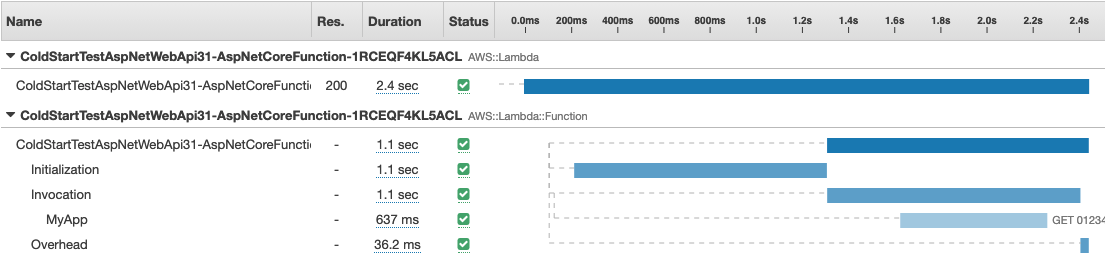 Name Res. Duration Status 0.0ms 200ms 400ms 600ms 800ms 1.0s 1.2s 1.4s 1.6s 1.8s 2.0s 2.2s 2.4s
ColdStartTestAspNetWebApi31-AspNetCoreFunction-1RCEQF4KL5ACL AWS::Lambda
ColdStartTestAspNetWebApi31-AspNetCoreFuncti 200 2.4 sec
ColdStartTestAspNetWebApi31-AspNetCoreFunction-1RCEQF4KL5ACL AWS::Lambda::Function
ColdStartTestAspNetWebApi31-AspNetCoreFuncti - 1.1 sec
Initialization - 1.1 sec
Invocation - 1.1 sec
MyApp - 637 ms GET 01234
Overhead - 36.2 ms